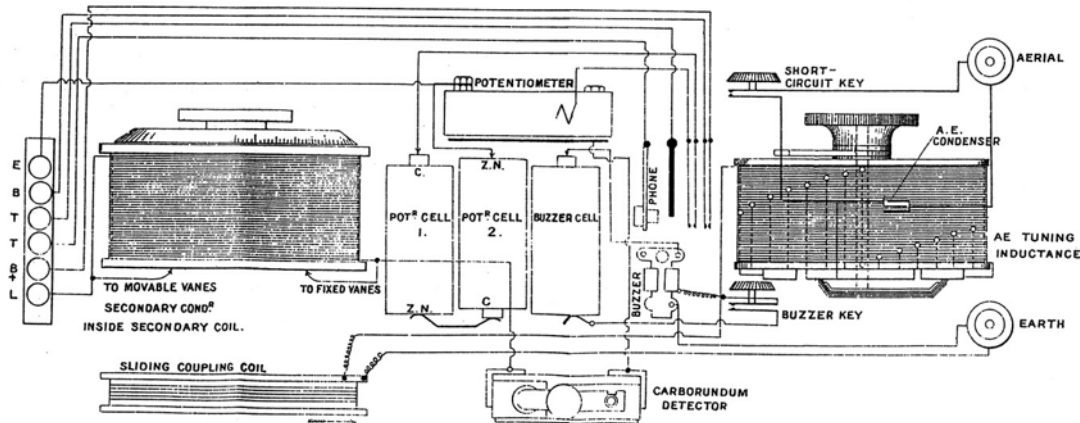 POTENTIOMETER
SHORT-
CIRCUIT KEY
AERIAL
A.E.
CONDENSER
E
B
T
T
B
+
L
C.
Z.N.
POTR CELL
1.
POTR CELL
2.
BUZZER CELL
PHONE
AE TUNING
INDUCTANCE
TO MOVABLE VANES
TO FIXED VANES
SECONDARY CONDR
INSIDE SECONDARY COIL.
Z.N.
C
BUZZER
BUZZER KEY
EARTH
SLIDING COUPLING COIL
CARBORUNDUM
DETECTOR